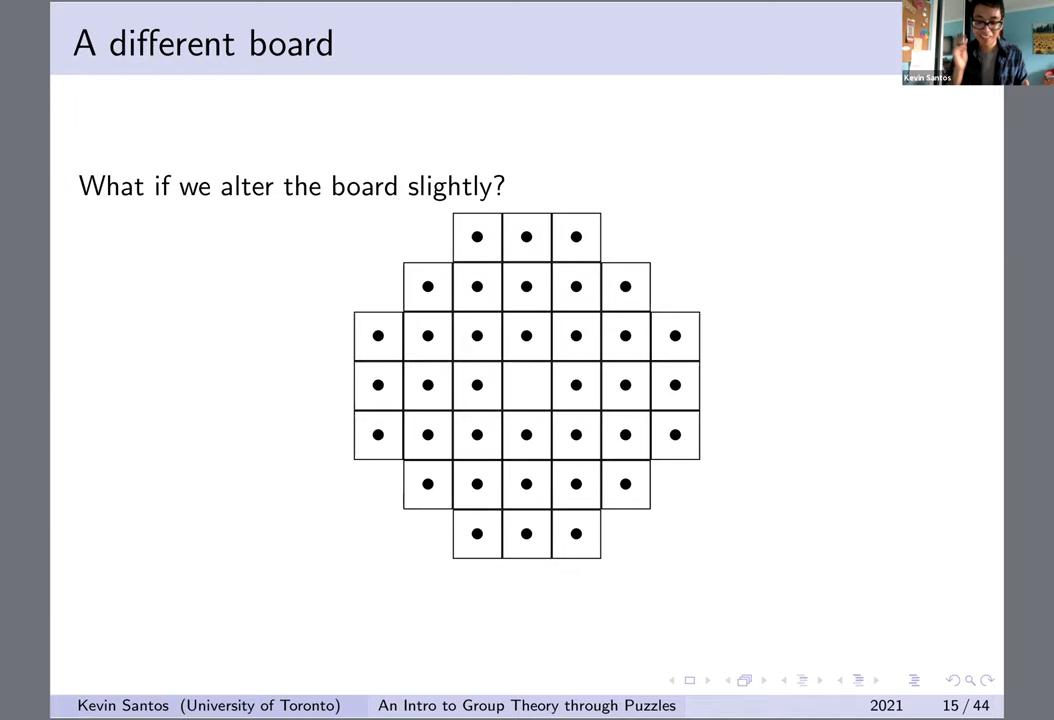 A different board
Kevin Santos
What if we alter the board slightly?
Kevin Santos (University of Toronto) An Intro to Group Theory through Puzzles 2021 15 / 44